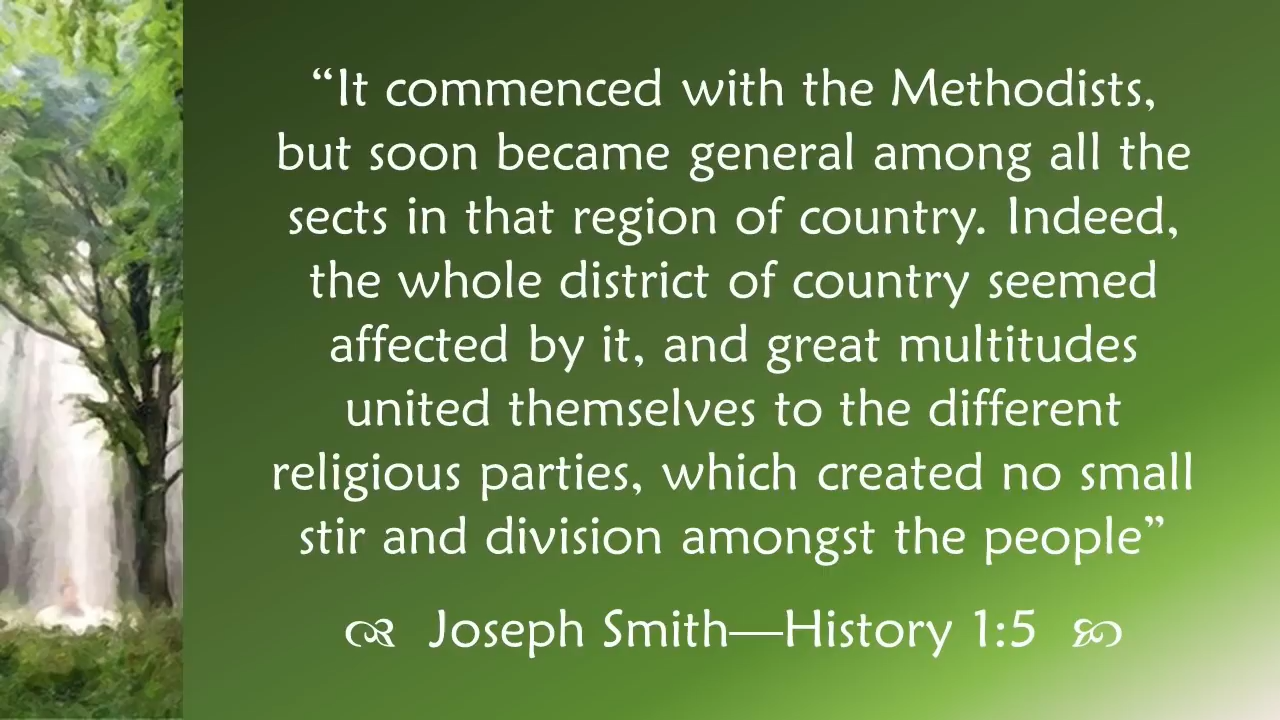 “It commenced with the Methodists,
but soon became general among all the
sects in that region of country. Indeed,
the whole district of country seemed
affected by it, and great multitudes
united themselves to the different
religious parties, which created no small
stir and division amongst the people”
Joseph Smith—History 1:5